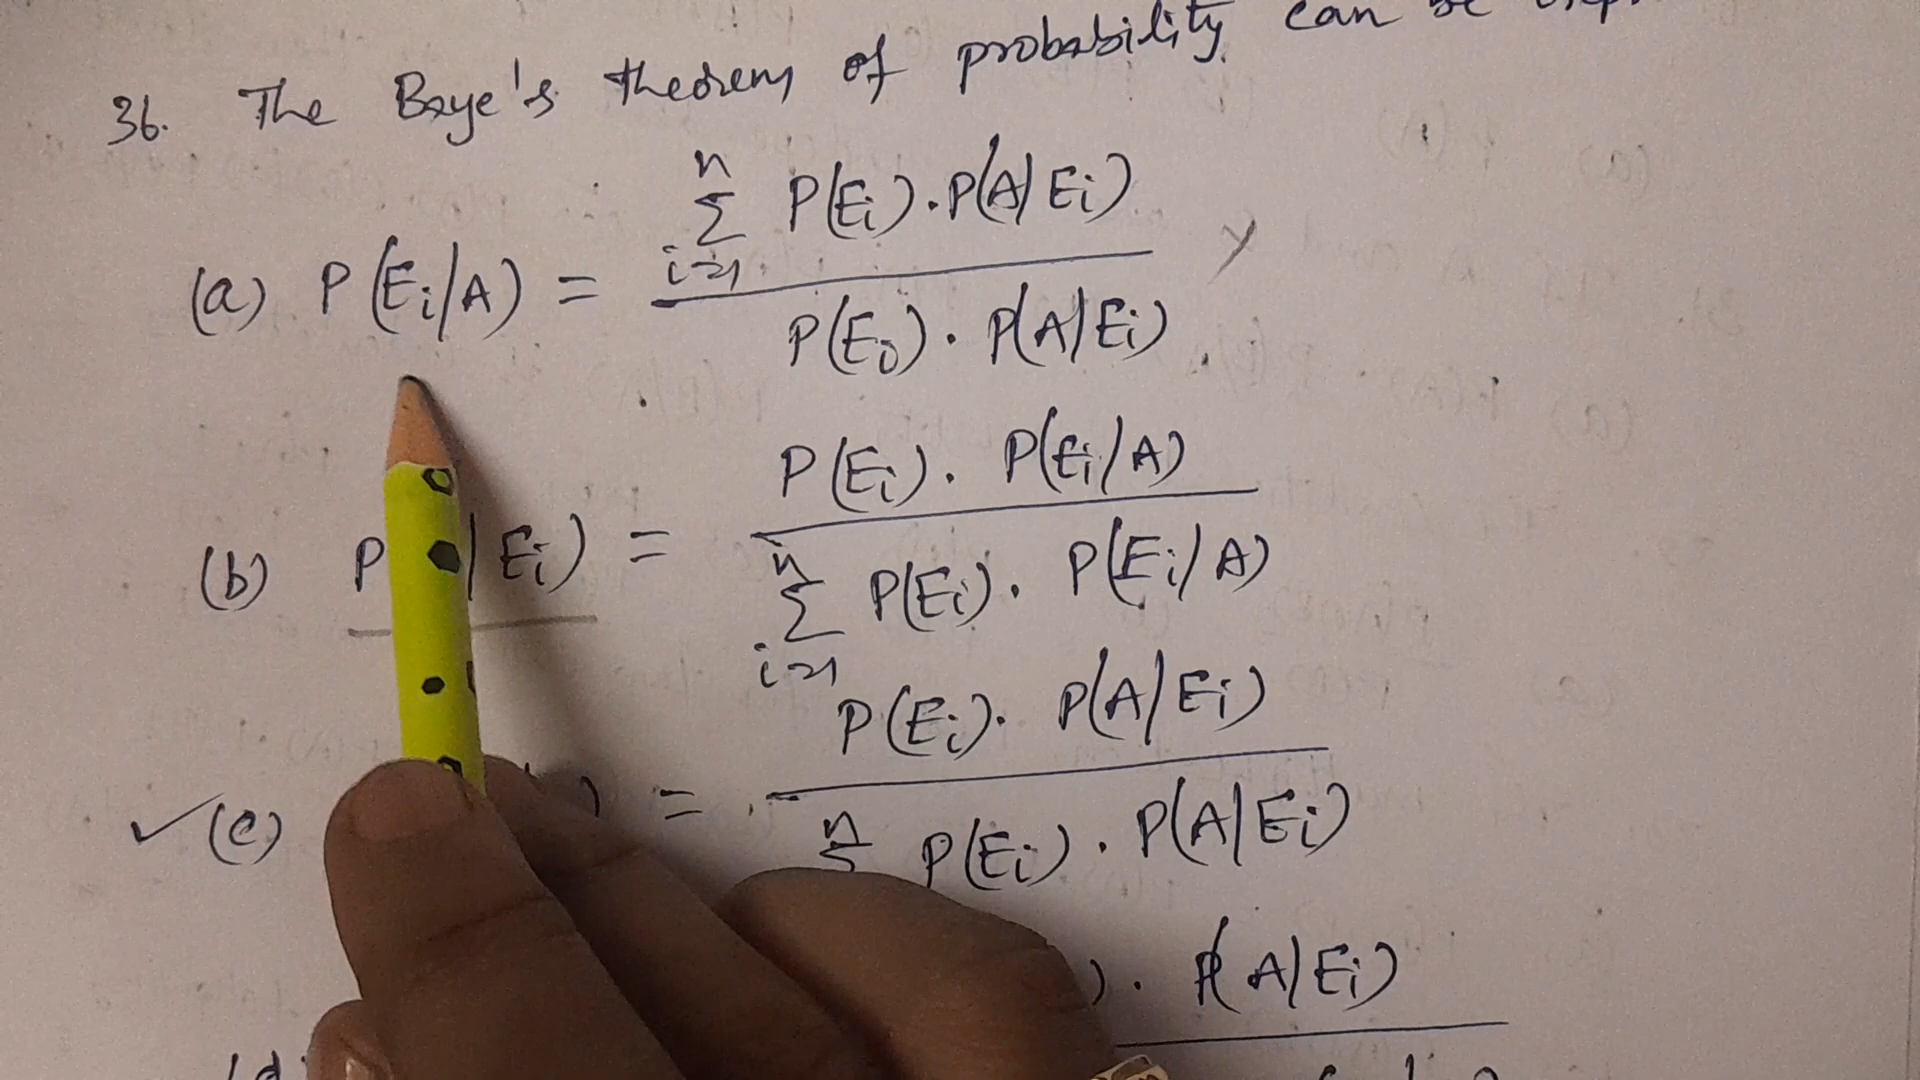 36. The Baye's theorem of probability can be
(a) P(Ei/A) = n Σ i=1 P(Ei).P(A|Ei)
P(Ei). P(A|Ei)
P(Ei). P(Ei/A)
(b) P |Ei) =
n Σ i=1 P(Ei). P(Ei/A)
P(Ei). P(A|Ei)
✓(c) ) =
n Σ P(Ei). P(A|Ei)
). P(A|Ei)
(d